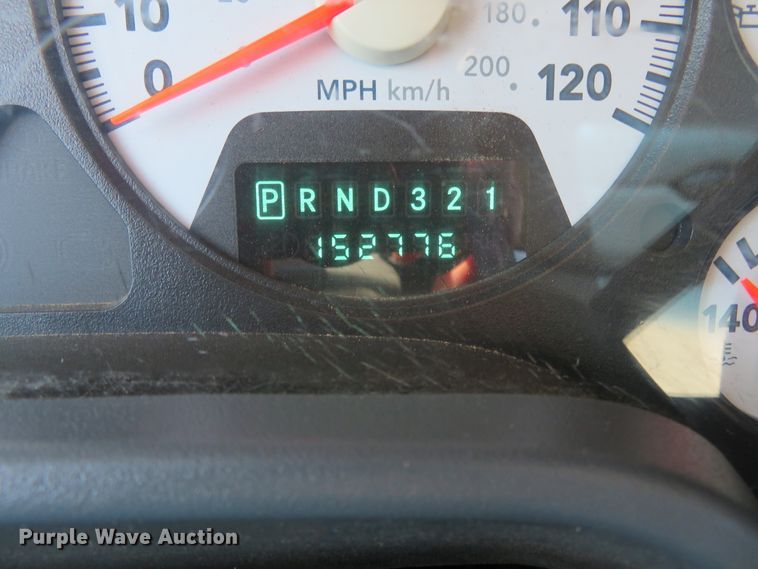 180. 110
10
0 200. 120
MPH km/h
P R N D 3 2 1
152776
140
Purple Wave Auction®